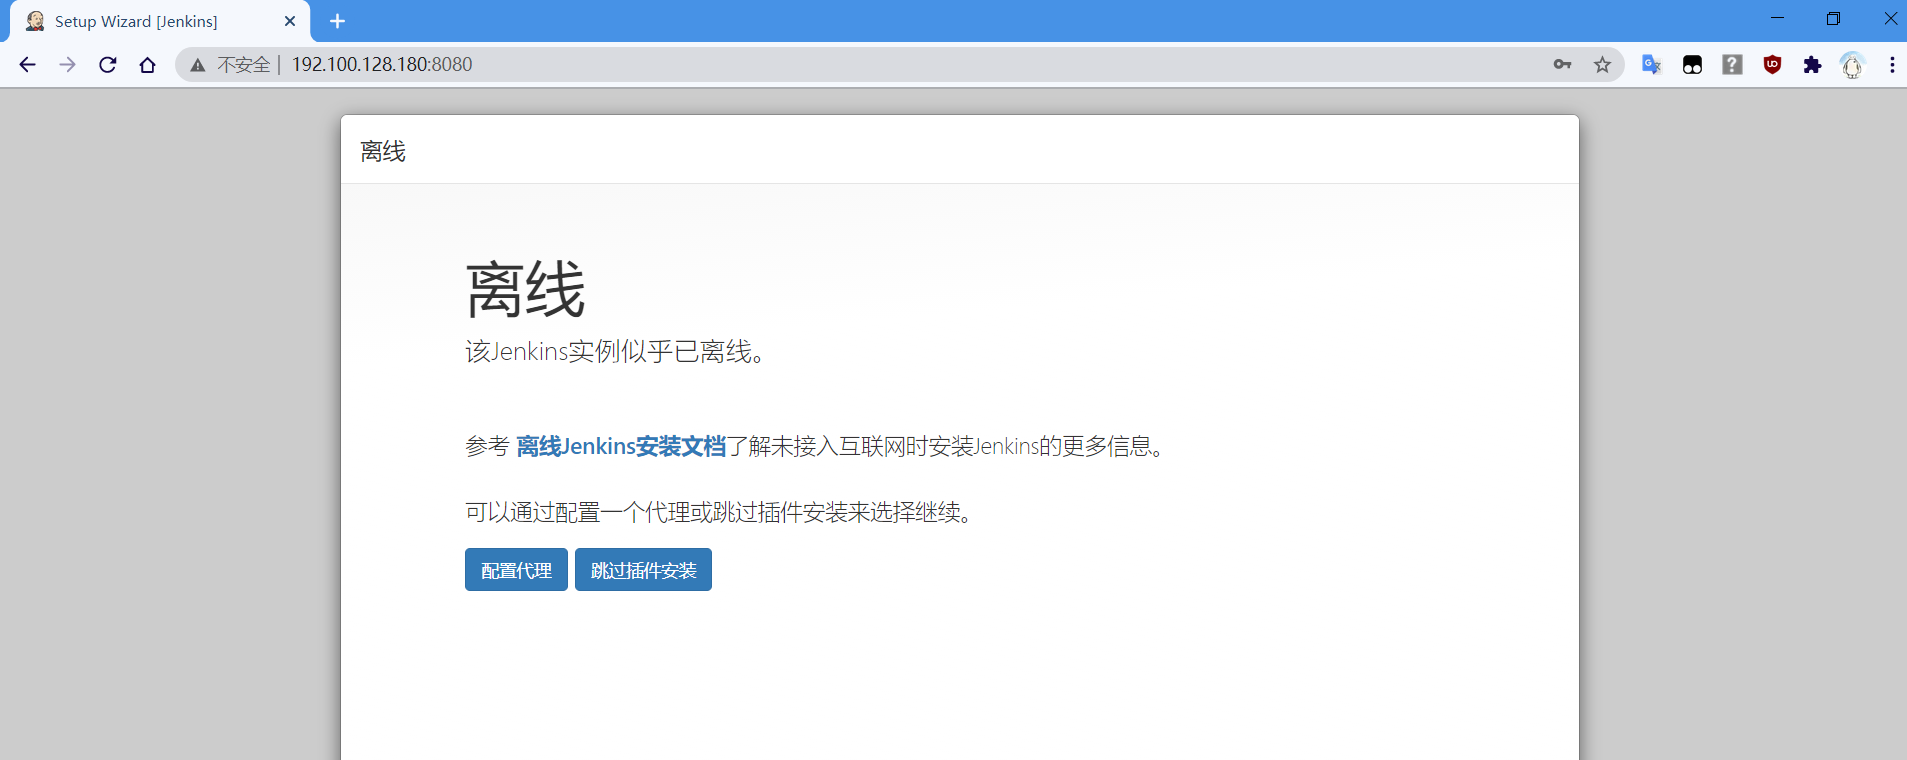 Setup Wizard [Jenkins]
不安全 | 192.100.128.180:8080
离线
离线
该Jenkins实例似乎已离线。
参考 离线Jenkins安装文档了解未接入互联网时安装Jenkins的更多信息。
可以通过配置一个代理或跳过插件安装来选择继续。
配置代理 跳过插件安装